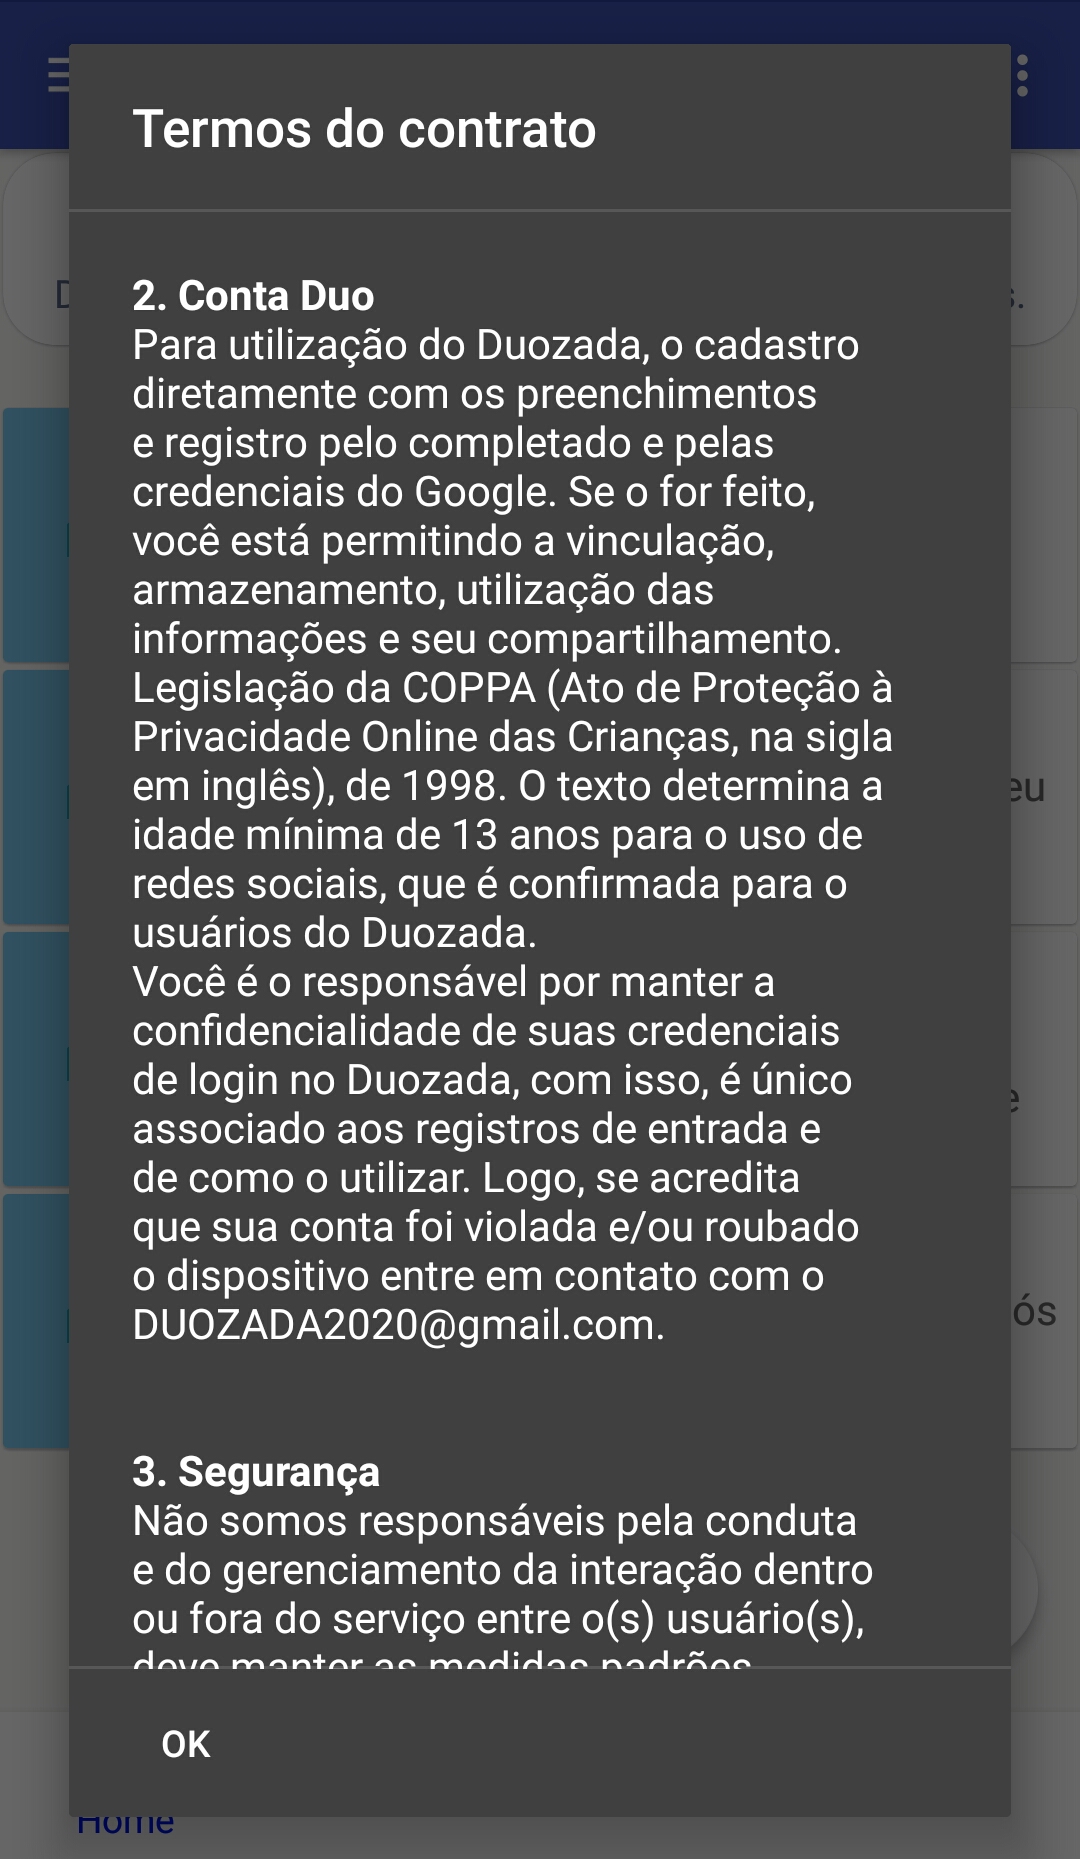 Termos do contrato
2. Conta Duo
Para utilização do Duozada, o cadastro
diretamente com os preenchimentos
e registro pelo completado e pelas
credenciais do Google. Se o for feito,
você está permitindo a vinculação,
armazenamento, utilização das
informações e seu compartilhamento.
Legislação da COPPA (Ato de Proteção à
Privacidade Online das Crianças, na sigla
em inglês), de 1998. O texto determina a
idade mínima de 13 anos para o uso de
redes sociais, que é confirmada para o
usuários do Duozada.
Você é o responsável por manter a
confidencialidade de suas credenciais
de login no Duozada, com isso, é único
associado aos registros de entrada e
de como o utilizar. Logo, se acredita
que sua conta foi violada e/ou roubado
o dispositivo entre em contato com o
DUOZADA2020@gmail.com.
3. Segurança
Não somos responsáveis pela conduta
e do gerenciamento da interação dentro
ou fora do serviço entre o(s) usuário(s),
deve manter as medidas padrões
OK
Home